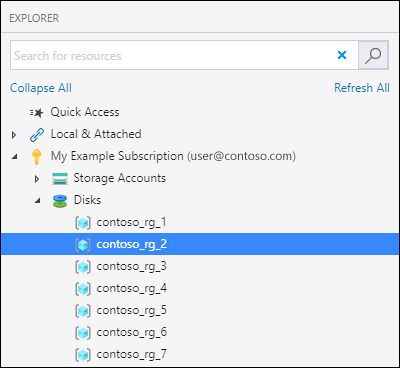 EXPLORER
Search for resources
Collapse All Refresh All
Quick Access
Local & Attached
My Example Subscription (user@contoso.com)
Storage Accounts
Disks
contoso_rg_1
contoso_rg_2
contoso_rg_3
contoso_rg_4
contoso_rg_5
contoso_rg_6
contoso_rg_7